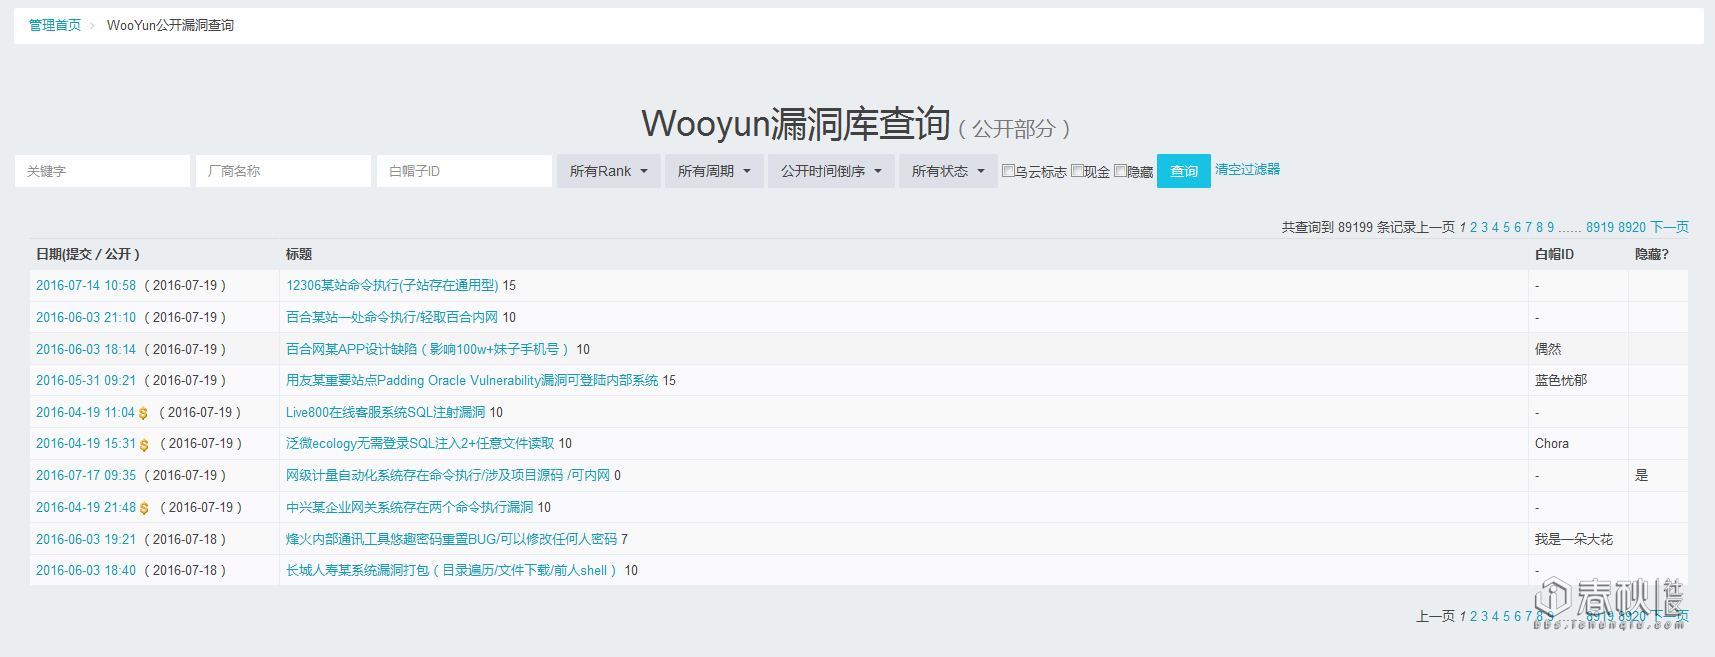 管理首页 > WooYun公开漏洞查询
Wooyun漏洞库查询（公开部分）
关键字 厂商名称 白帽子ID 所有Rank 所有周期 公开时间倒序 所有状态 乌云标志 现金 隐藏 查询 清空过滤器
共查询到 89199 条记录上一页 1 2 3 4 5 6 7 8 9 ...... 8919 8920 下一页
日期(提交 / 公开 ) 标题 白帽ID 隐藏?
2016-07-14 10:58 ( 2016-07-19 ) 12306某站命令执行(子站存在通用型) 15 -
2016-06-03 21:10 ( 2016-07-19 ) 百合某站一处命令执行/轻取百合内网 10 -
2016-06-03 18:14 ( 2016-07-19 ) 百合网某APP设计缺陷（影响100w+妹子手机号） 10 偶然
2016-05-31 09:21 ( 2016-07-19 ) 用友某重要站点Padding Oracle Vulnerability漏洞可登陆内部系统 15 蓝色忧郁
2016-04-19 11:04 $ ( 2016-07-19 ) Live800在线客服系统SQL注射漏洞 10 -
2016-04-19 15:31 $ ( 2016-07-19 ) 泛微ecology无需登录SQL注入2+任意文件读取 10 Chora
2016-07-17 09:35 ( 2016-07-19 ) 网级计量自动化系统存在命令执行/涉及项目源码 /可内网 0 - 是
2016-04-19 21:48 $ ( 2016-07-19 ) 中兴某企业网关系统存在两个命令执行漏洞 10 -
2016-06-03 19:21 ( 2016-07-18 ) 烽火内部通讯工具悠趣密码重置BUG/可以修改任何人密码 7 我是一朵大花
2016-06-03 18:40 ( 2016-07-18 ) 长城人寿某系统漏洞打包（目录遍历/文件下载/前人shell） 10 -
春秋社区
上一页 1 2 3 4 5 6 7 8 9 ...... 8919 8920 下一页
bbs.ichunqiu.com